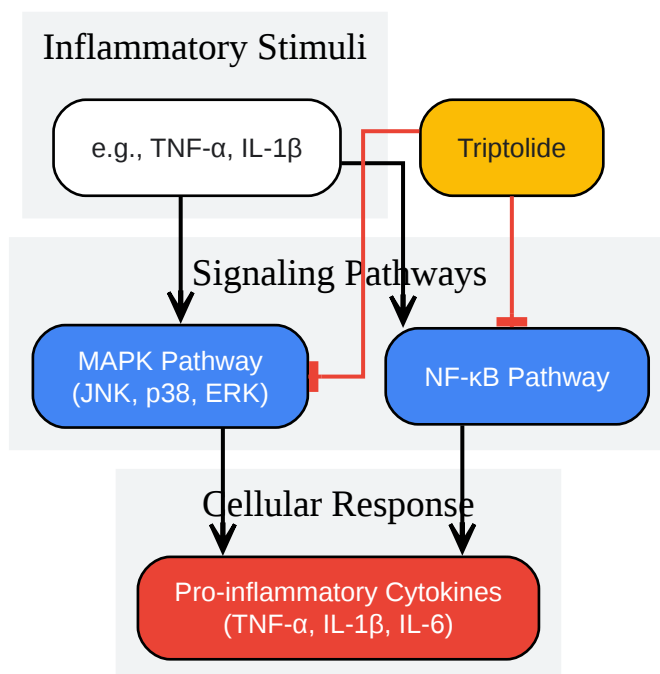 Inflammatory Stimuli
e.g., TNF-α, IL-1β
Triptolide
Signaling Pathways
MAPK Pathway
(JNK, p38, ERK)
NF-κB Pathway
Cellular Response
Pro-inflammatory Cytokines
(TNF-α, IL-1β, IL-6)